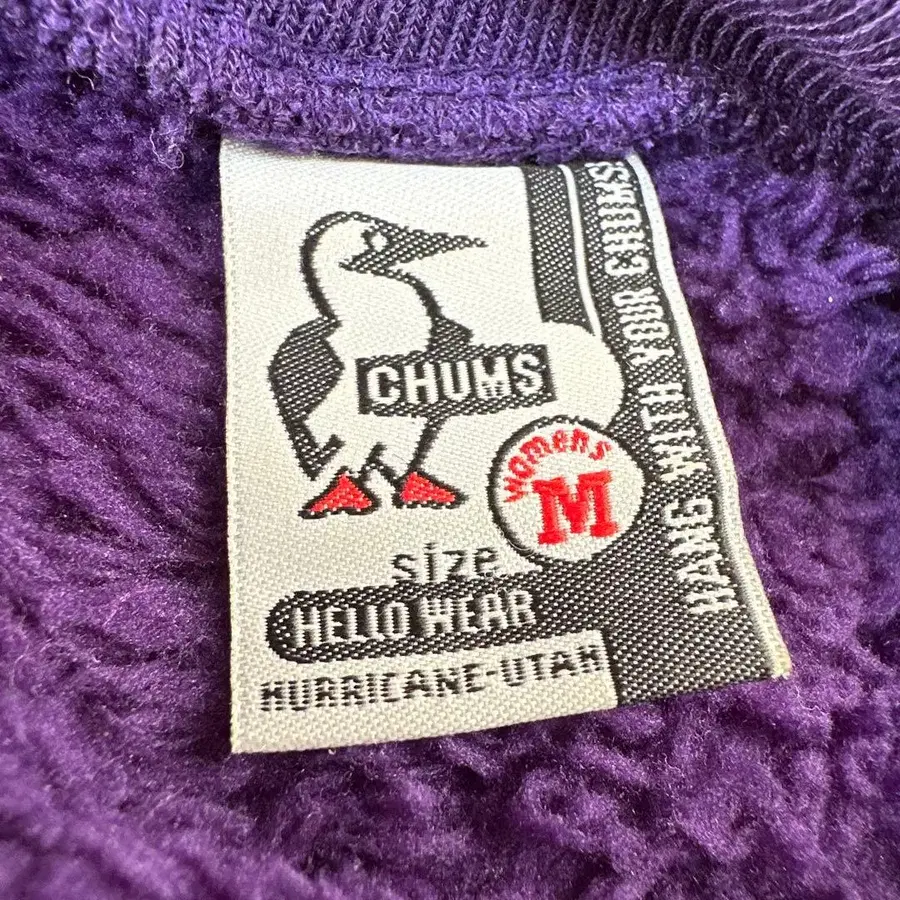 CHUMS
womens
M
size
HELLO WEAR
HURRICANE-UTAH
HANG WITH YOUR CHUMS!